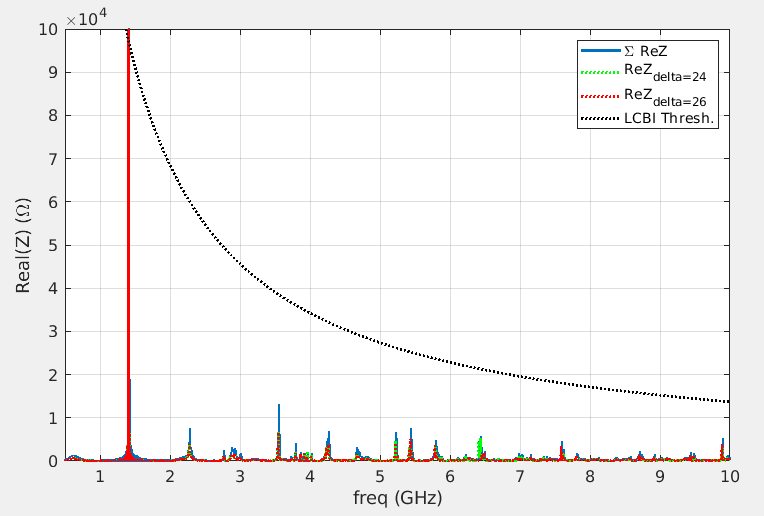 ×10⁴
10
9
8
7
6
5
4
3
2
1
0
Real(Z) (Ω)
1 2 3 4 5 6 7 8 9 10
freq (GHz)
Σ ReZ
ReZ_delta=24
ReZ_delta=26
LCBI Thresh.